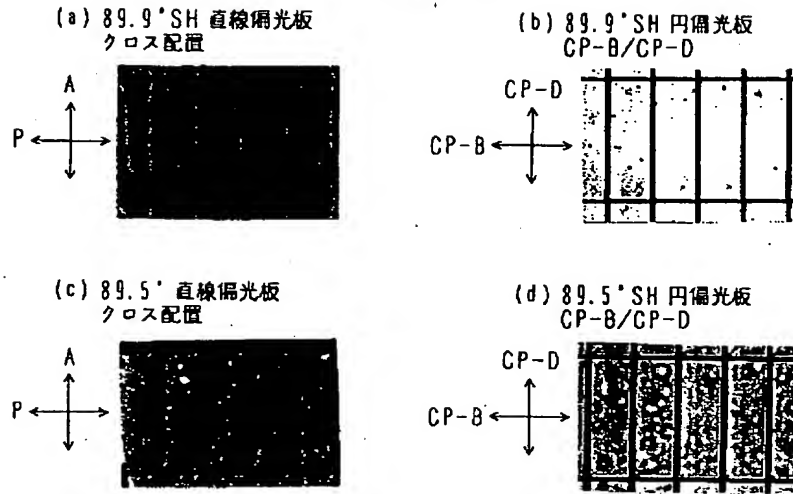 (a) 89.9°SH 直線偏光板
クロス配置
A
P
(b) 89.9°SH 円偏光板
CP-B/CP-D
CP-D
CP-B
(c) 89.5° 直線偏光板
クロス配置
A
P
(d) 89.5°SH 円偏光板
CP-B/CP-D
CP-D
CP-B